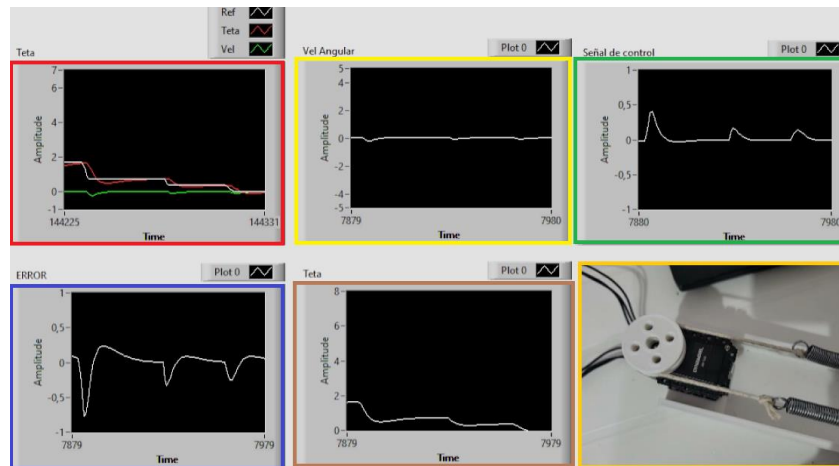 Ref
Teta
Vel
Teta
7
6
4
2
0
-1
Amplitude
144225
144331
Time
Vel Angular
Plot 0
5
4
2
0
-2
-4
-5
Amplitude
7879
7980
Time
Señal de control
Plot 0
1
0,5
0
-0,5
-1
Amplitude
7880
7980
Time
ERROR
Plot 0
1
0,5
0
-0,5
-1
Amplitude
7879
7979
Time
Teta
Plot 0
8
6
4
2
0
Amplitude
7879
7979
Time